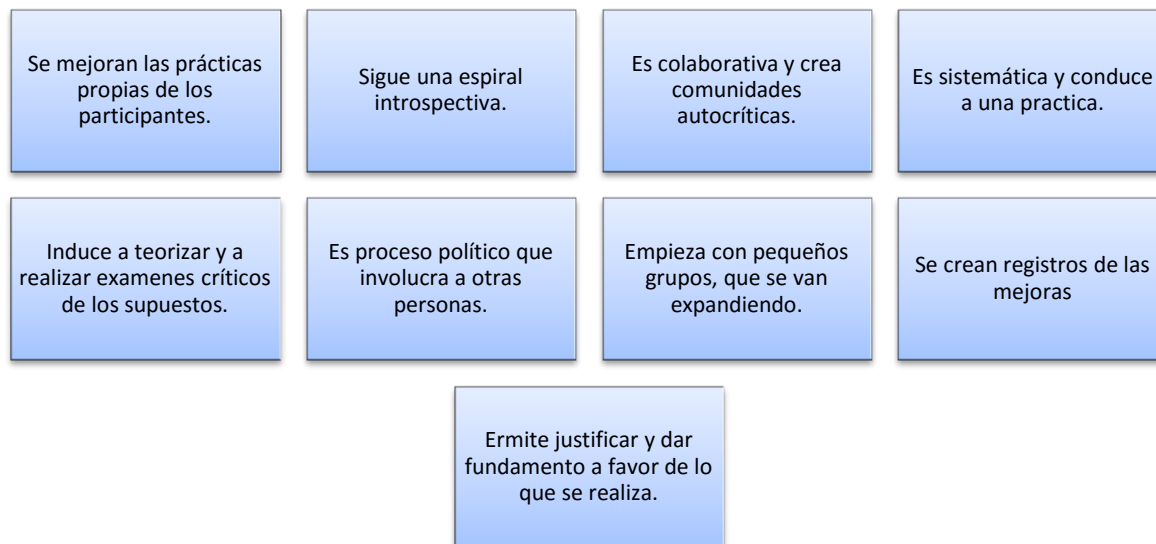 Se mejoran las prácticas
propias de los
participantes.
Sigue una espiral
introspectiva.
Es colaborativa y crea
comunidades
autocríticas.
Es sistemática y conduce
a una practica.
Induce a teorizar y a
realizar examenes críticos
de los supuestos.
Es proceso político que
involucra a otras
personas.
Empieza con pequeños
grupos, que se van
expandiendo.
Se crean registros de las
mejoras
Ermite justificar y dar
fundamento a favor de lo
que se realiza.